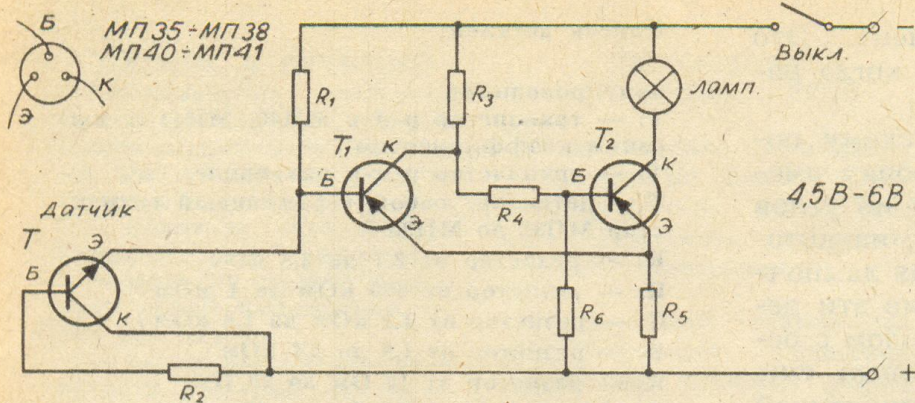 Б
К
Э
МП35÷МП38
МП40÷МП41
R₁
R₃
Выкл.
-
ламп.
T₁
Б
К
Э
R₄
T₂
Б
К
Э
4,5В-6В
датчик
T
Б
Э
К
R₂
R₆
R₅
+